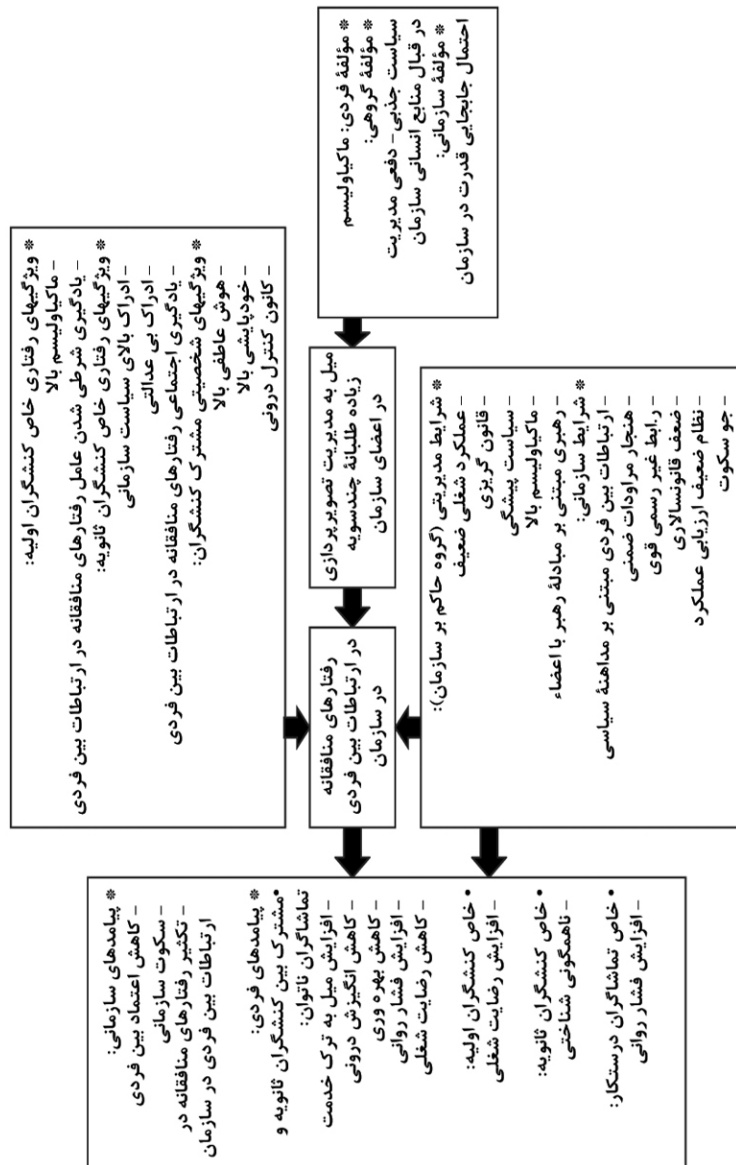 * مؤلفۀ فردی: ماکیاولیسم
* مؤلفۀ گروهی:
سیاست جذبی- دفعی مدیریت
در قبال منابع انسانی سازمان
* مؤلفۀ سازمانی:
احتمال جابجایی قدرت در سازمان
میل به مدیریت تصویرپردازی
زیاده طلبانۀ چندسویه
در اعضای سازمان
* ویژگیهای رفتاری خاص کنشگران اولیه:
– ماکیاولیسم بالا
– یادگیری شرطی شدن عامل رفتارهای منافقانه در ارتباطات بین فردی
* ویژگیهای رفتاری خاص کنشگران ثانویه:
– ادراک بالای سیاست سازمانی
– ادراک بی عدالتی
– یادگیری اجتماعی رفتارهای منافقانه در ارتباطات بین فردی
* ویژگیهای شخصیتی مشترک کنشگران:
– هوش عاطفی بالا
– خودپایشی بالا
– کانون کنترل درونی
رفتارهای منافقانه
در ارتباطات بین فردی
در سازمان
* شرایط مدیریتی (گروه حاکم بر سازمان):
– عملکرد شغلی ضعیف
– قانون گریزی
– سیاست پیشگی
– ماکیاولیسم بالا
– رهبری مبتنی بر مبادلۀ رهبر با اعضاء
* شرایط سازمانی:
– ارتباطات بین فردی مبتنی بر مداهنۀ سیاسی
– هنجار مراودات ضمنی
– رابط غیر رسمی قوی
– ضعف قانونسالاری
– نظام ضعیف ارزیابی عملکرد
– جو سکوت
* پیامدهای سازمانی:
– کاهش اعتماد بین فردی
– سکوت سازمانی
– تکثیر رفتارهای منافقانه در
ارتباطات بین فردی در سازمان
* پیامدهای فردی:
• مشترک بین کنشگران ثانویه و
تماشاگران ناتوان:
– افزایش میل به ترک خدمت
– کاهش انگیزش درونی
– کاهش بهره وری
– افزایش فشار روانی
– کاهش رضایت شغلی
• خاص کنشگران اولیه:
– افزایش رضایت شغلی
• خاص کنشگران ثانویه:
– ناهمگونی شناختی
• خاص تماشاگران درستکار:
– افزایش فشار روانی